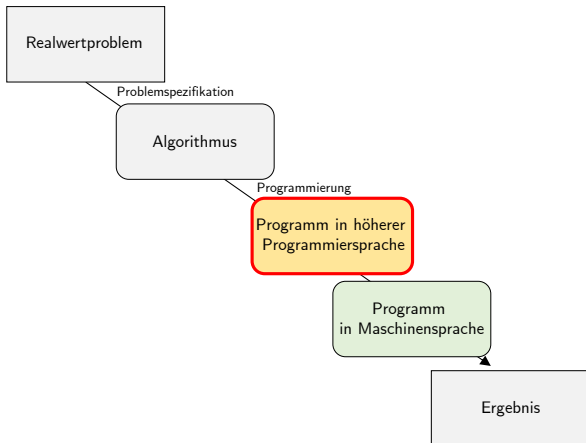 Realwertproblem
Problemspezifikation
Algorithmus
Programmierung
Programm in höherer
Programmiersprache
Programm
in Maschinensprache
Ergebnis